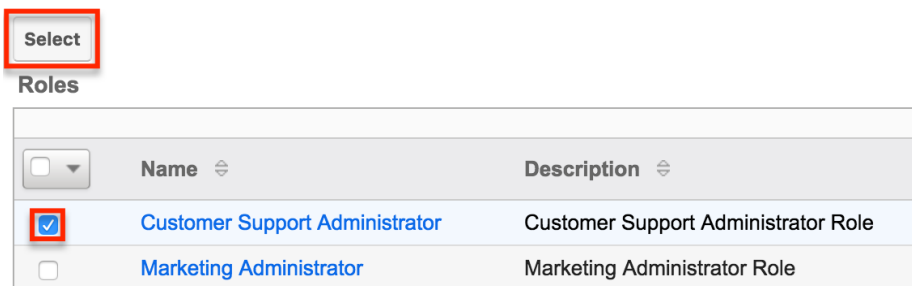 Select
Roles
Name Description
Customer Support Administrator Customer Support Administrator Role
Marketing Administrator Marketing Administrator Role